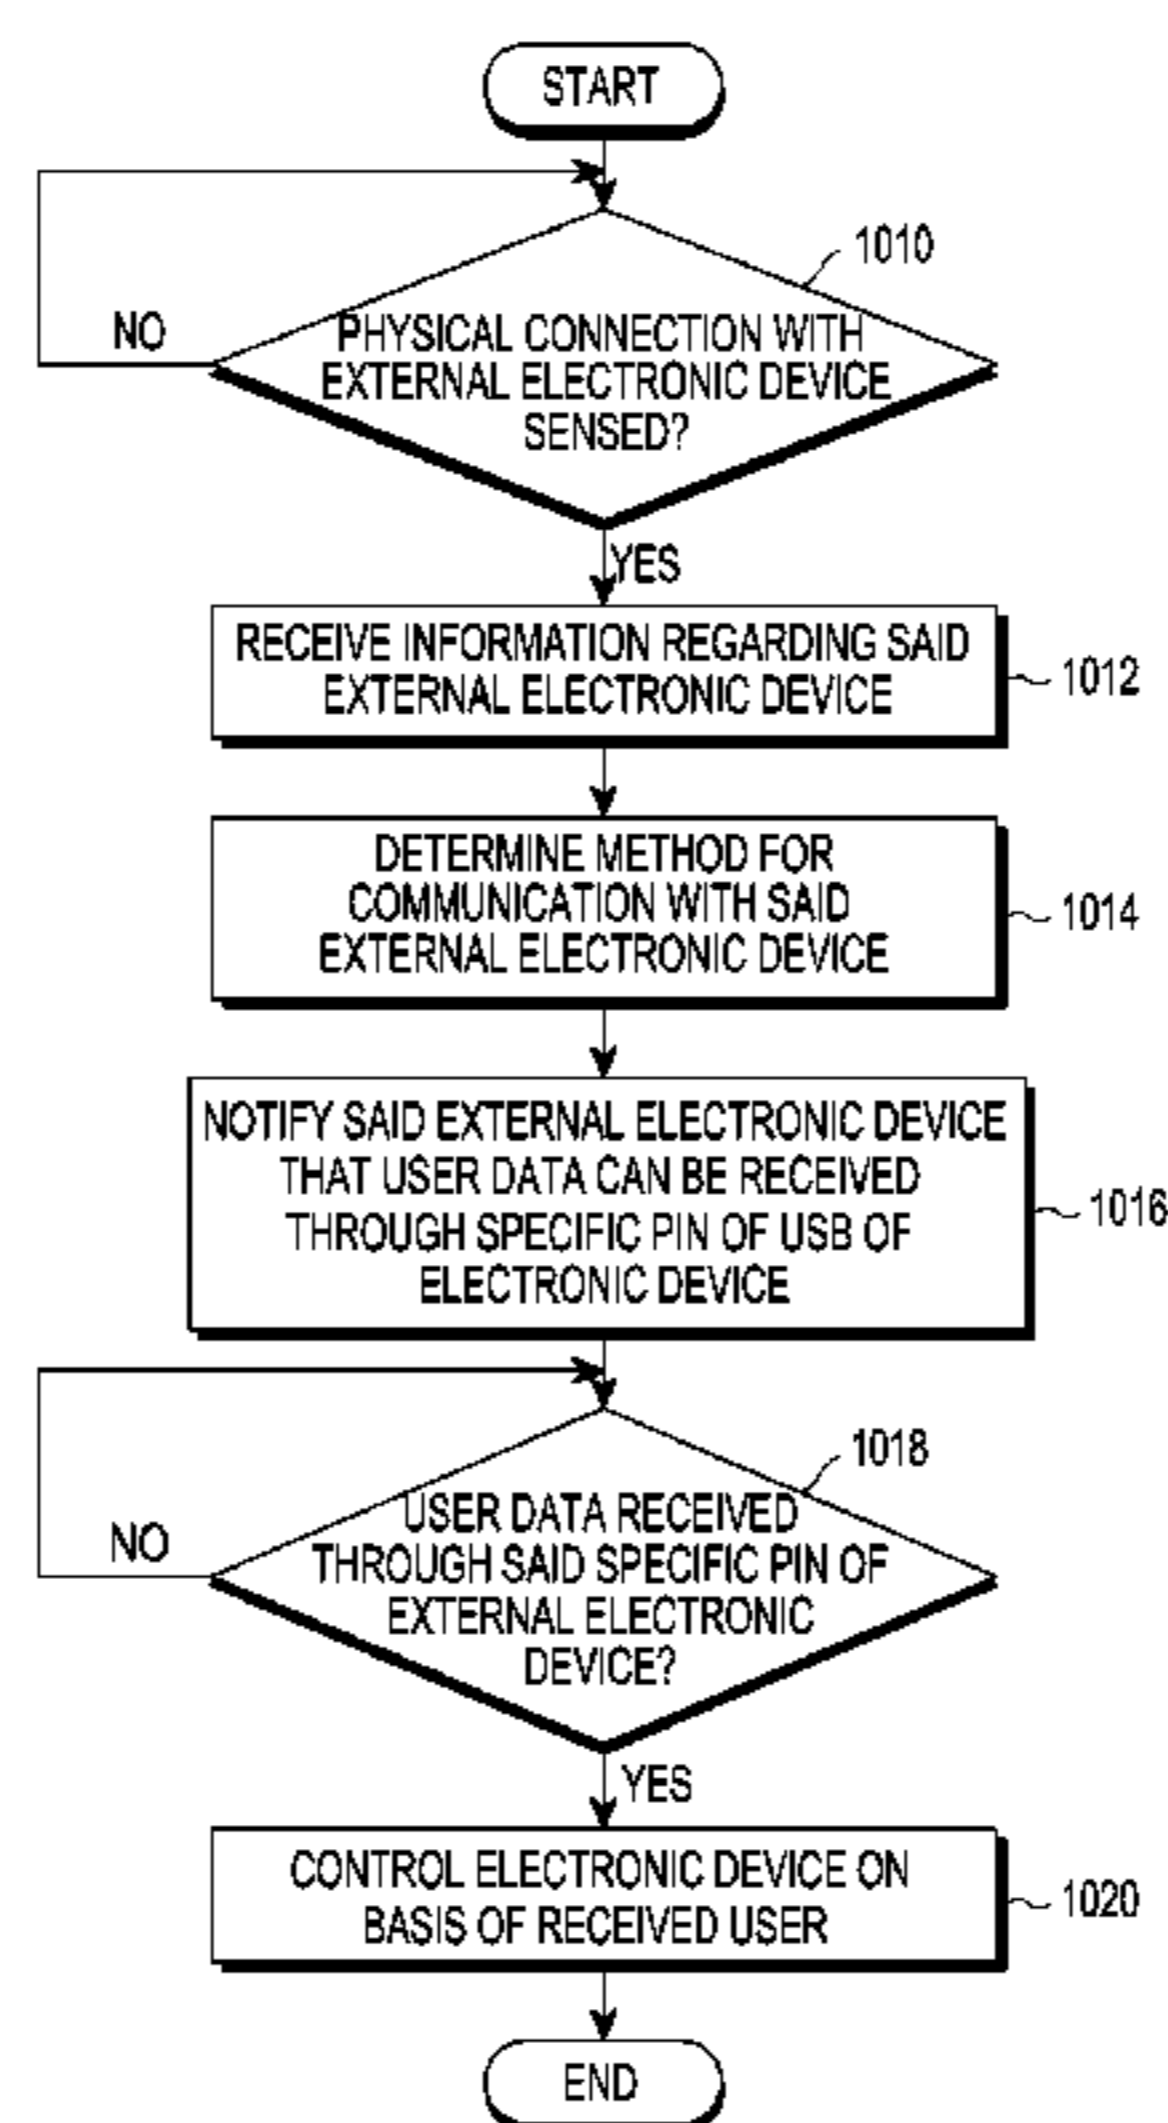 START
1010
NO
PHYSICAL CONNECTION WITH
EXTERNAL ELECTRONIC DEVICE
SENSED?
YES
RECEIVE INFORMATION REGARDING SAID
EXTERNAL ELECTRONIC DEVICE
1012
DETERMINE METHOD FOR
COMMUNICATION WITH SAID
EXTERNAL ELECTRONIC DEVICE
1014
NOTIFY SAID EXTERNAL ELECTRONIC DEVICE
THAT USER DATA CAN BE RECEIVED
THROUGH SPECIFIC PIN OF USB OF
ELECTRONIC DEVICE
1016
1018
NO
USER DATA RECEIVED
THROUGH SAID SPECIFIC PIN OF
EXTERNAL ELECTRONIC
DEVICE?
YES
CONTROL ELECTRONIC DEVICE ON
BASIS OF RECEIVED USER
1020
END